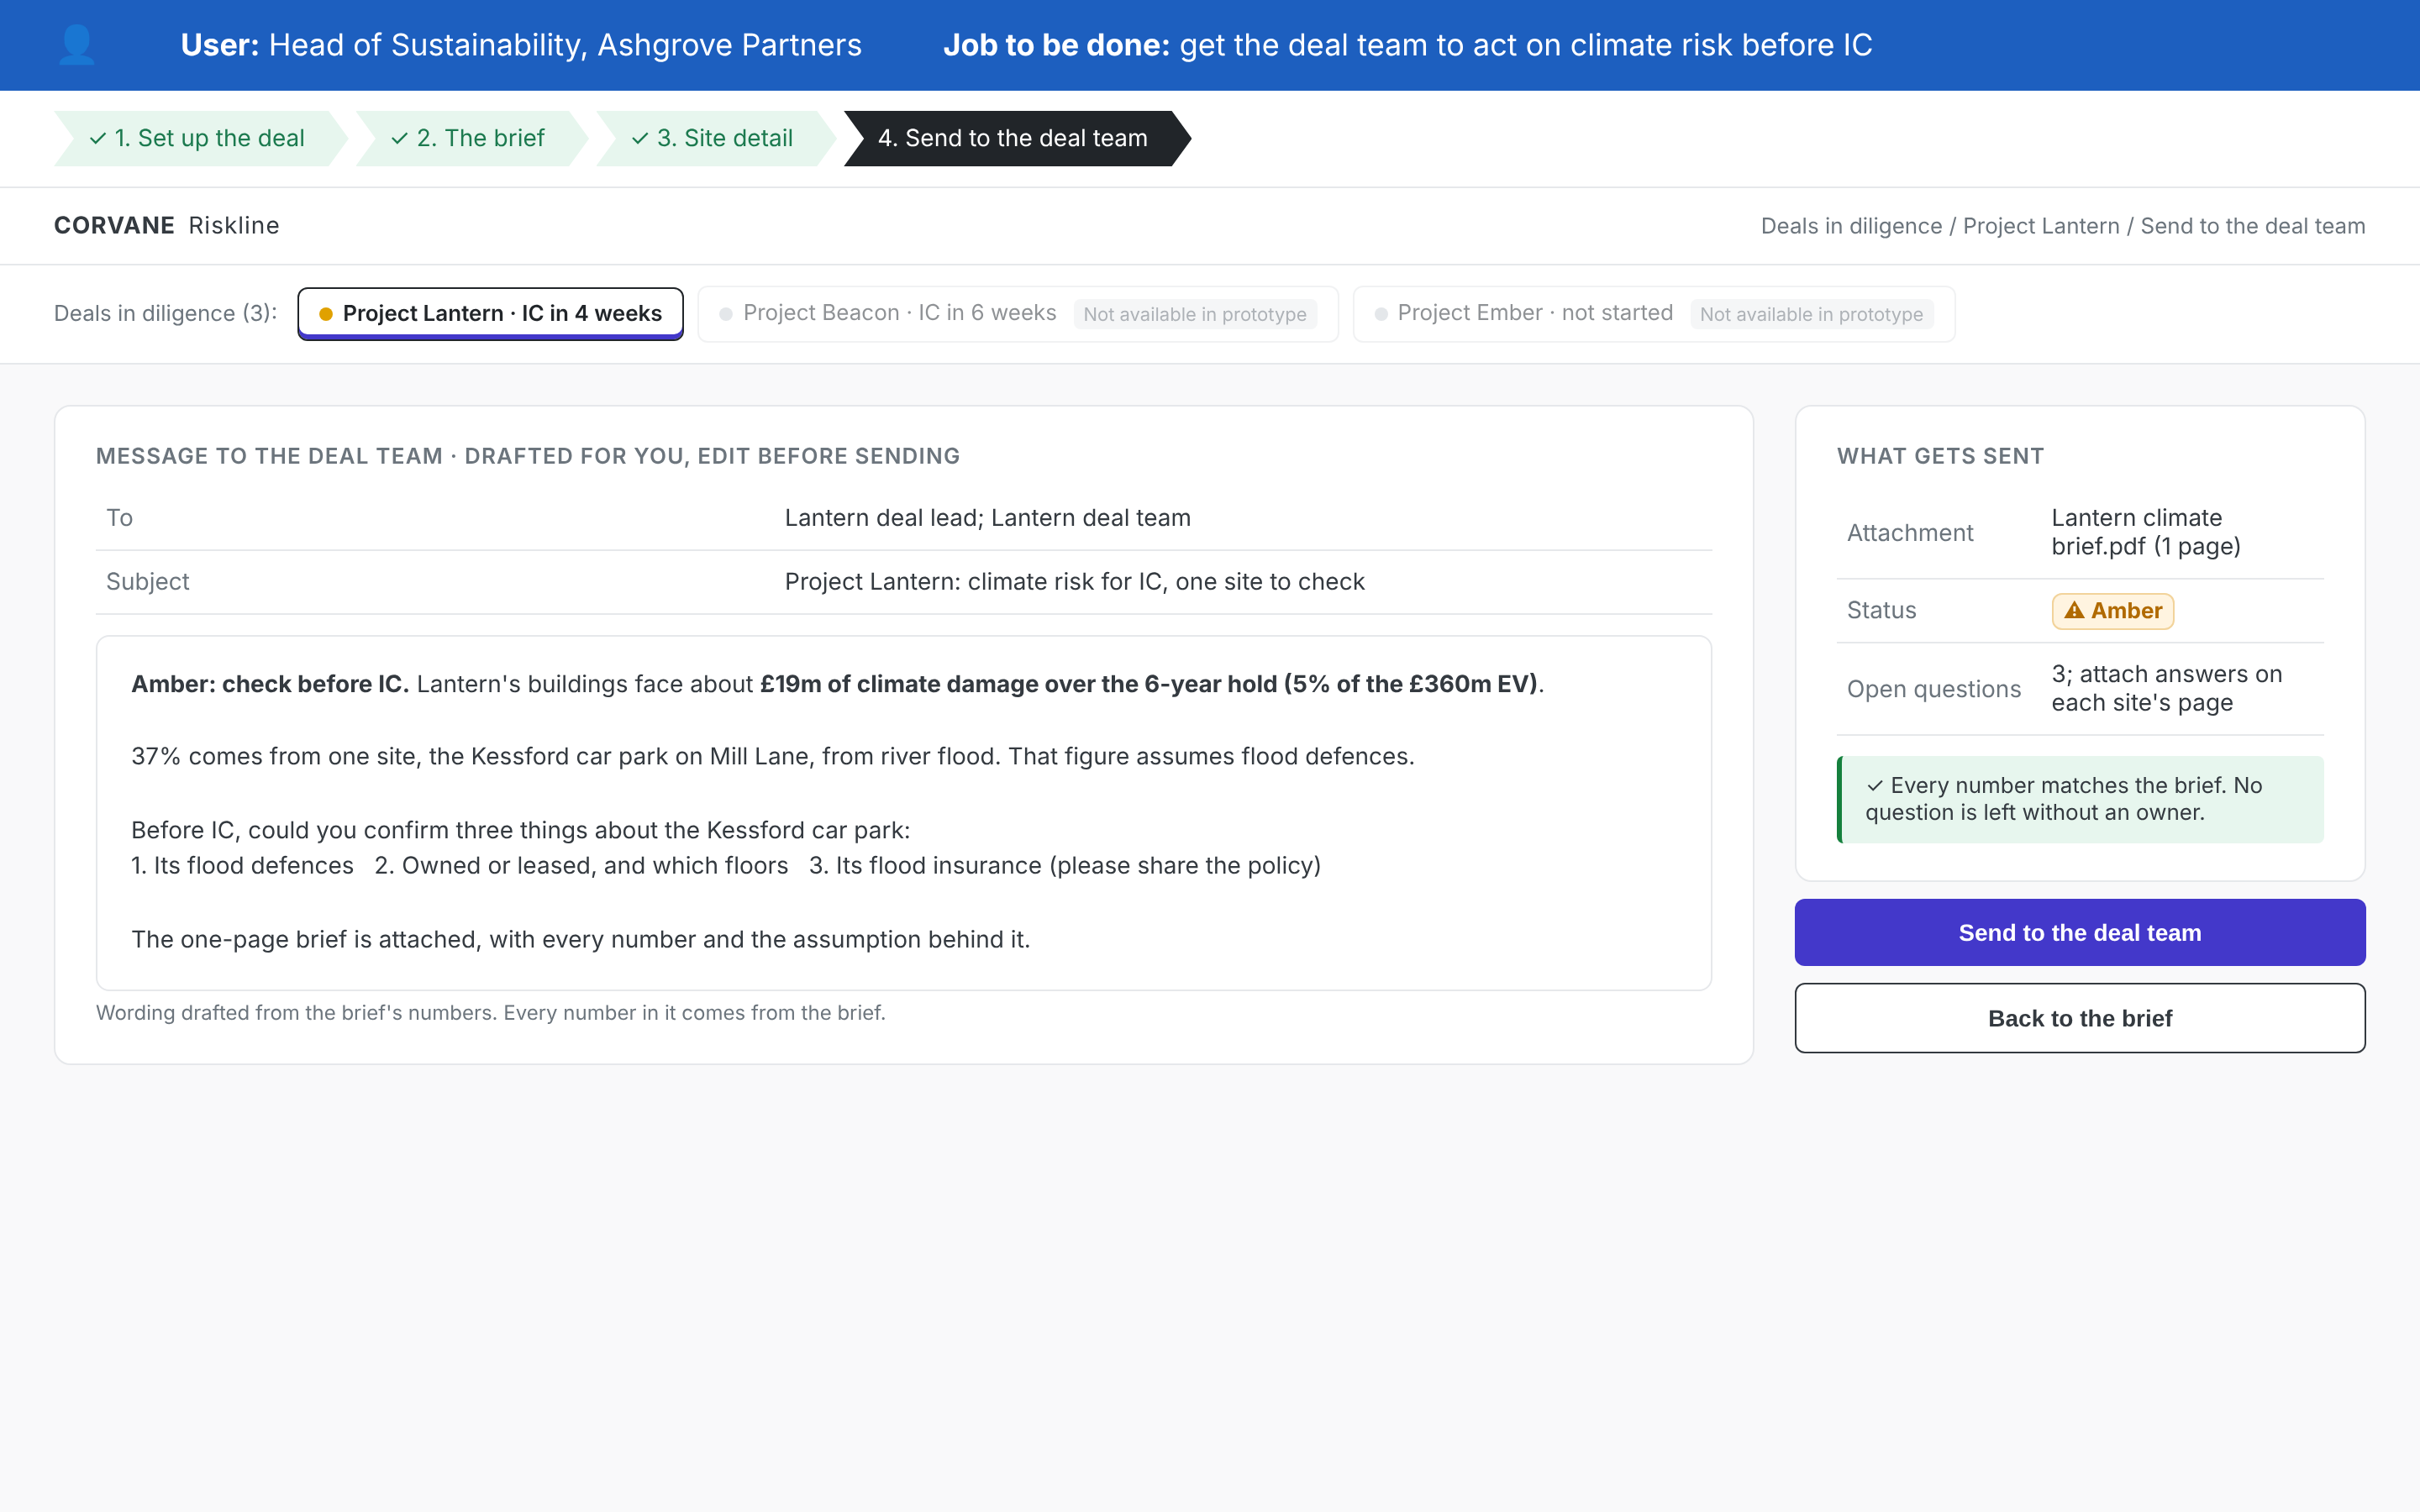 User: Head of Sustainability, Ashgrove Partners
Job to be done: get the deal team to act on climate risk before IC
✓ 1. Set up the deal
✓ 2. The brief
✓ 3. Site detail
4. Send to the deal team
CORVANE Riskline
Deals in diligence / Project Lantern / Send to the deal team
Deals in diligence (3):
Project Lantern · IC in 4 weeks
Project Beacon · IC in 6 weeks Not available in prototype
Project Ember · not started Not available in prototype
MESSAGE TO THE DEAL TEAM · DRAFTED FOR YOU, EDIT BEFORE SENDING
To Lantern deal lead; Lantern deal team
Subject Project Lantern: climate risk for IC, one site to check
Amber: check before IC. Lantern's buildings face about £19m of climate damage over the 6-year hold (5% of the £360m EV).
37% comes from one site, the Kessford car park on Mill Lane, from river flood. That figure assumes flood defences.
Before IC, could you confirm three things about the Kessford car park:
1. Its flood defences 2. Owned or leased, and which floors 3. Its flood insurance (please share the policy)
The one-page brief is attached, with every number and the assumption behind it.
Wording drafted from the brief's numbers. Every number in it comes from the brief.
WHAT GETS SENT
Attachment Lantern climate
brief.pdf (1 page)
Status ⚠ Amber
Open questions 3; attach answers on
each site's page
✓ Every number matches the brief. No
question is left without an owner.
Send to the deal team
Back to the brief